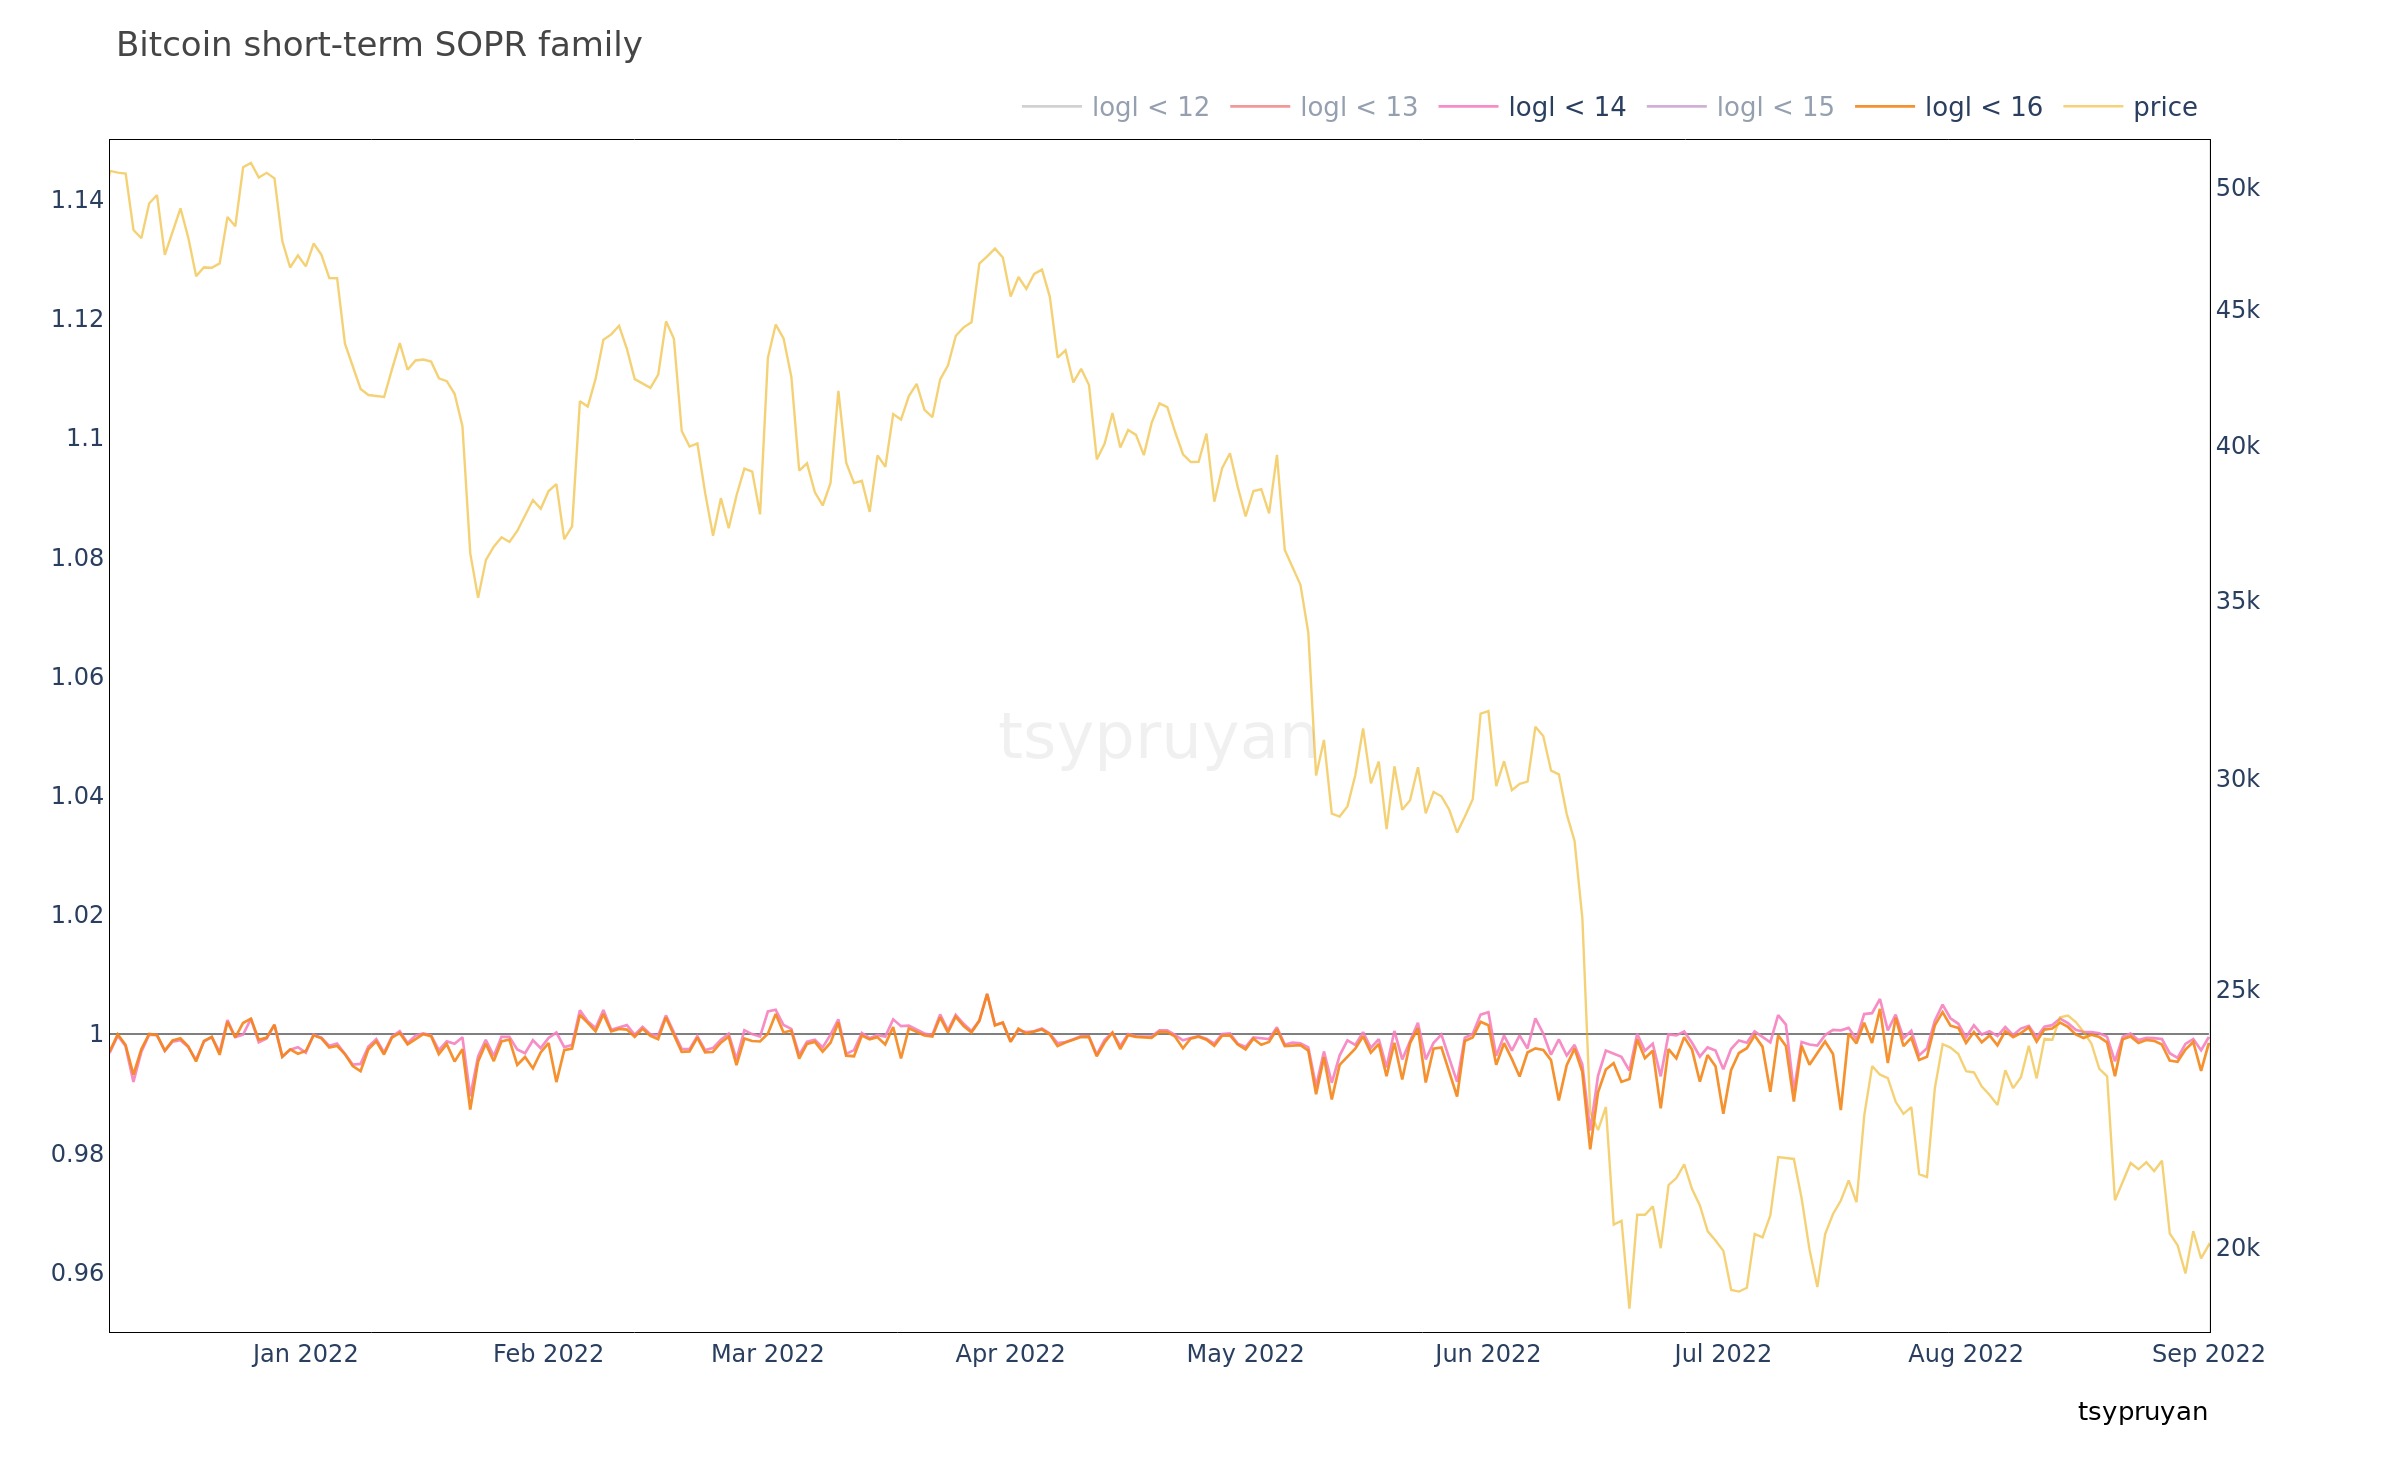 Bitcoin short-term SOPR family
logl < 12 logl < 13 logl < 14 logl < 15 logl < 16 price
1.14
1.12
1.1
1.08
1.06
1.04
1.02
1
0.98
0.96
50k
45k
40k
35k
30k
25k
20k
tsypruyan
Jan 2022 Feb 2022 Mar 2022 Apr 2022 May 2022 Jun 2022 Jul 2022 Aug 2022 Sep 2022
tsypruyan